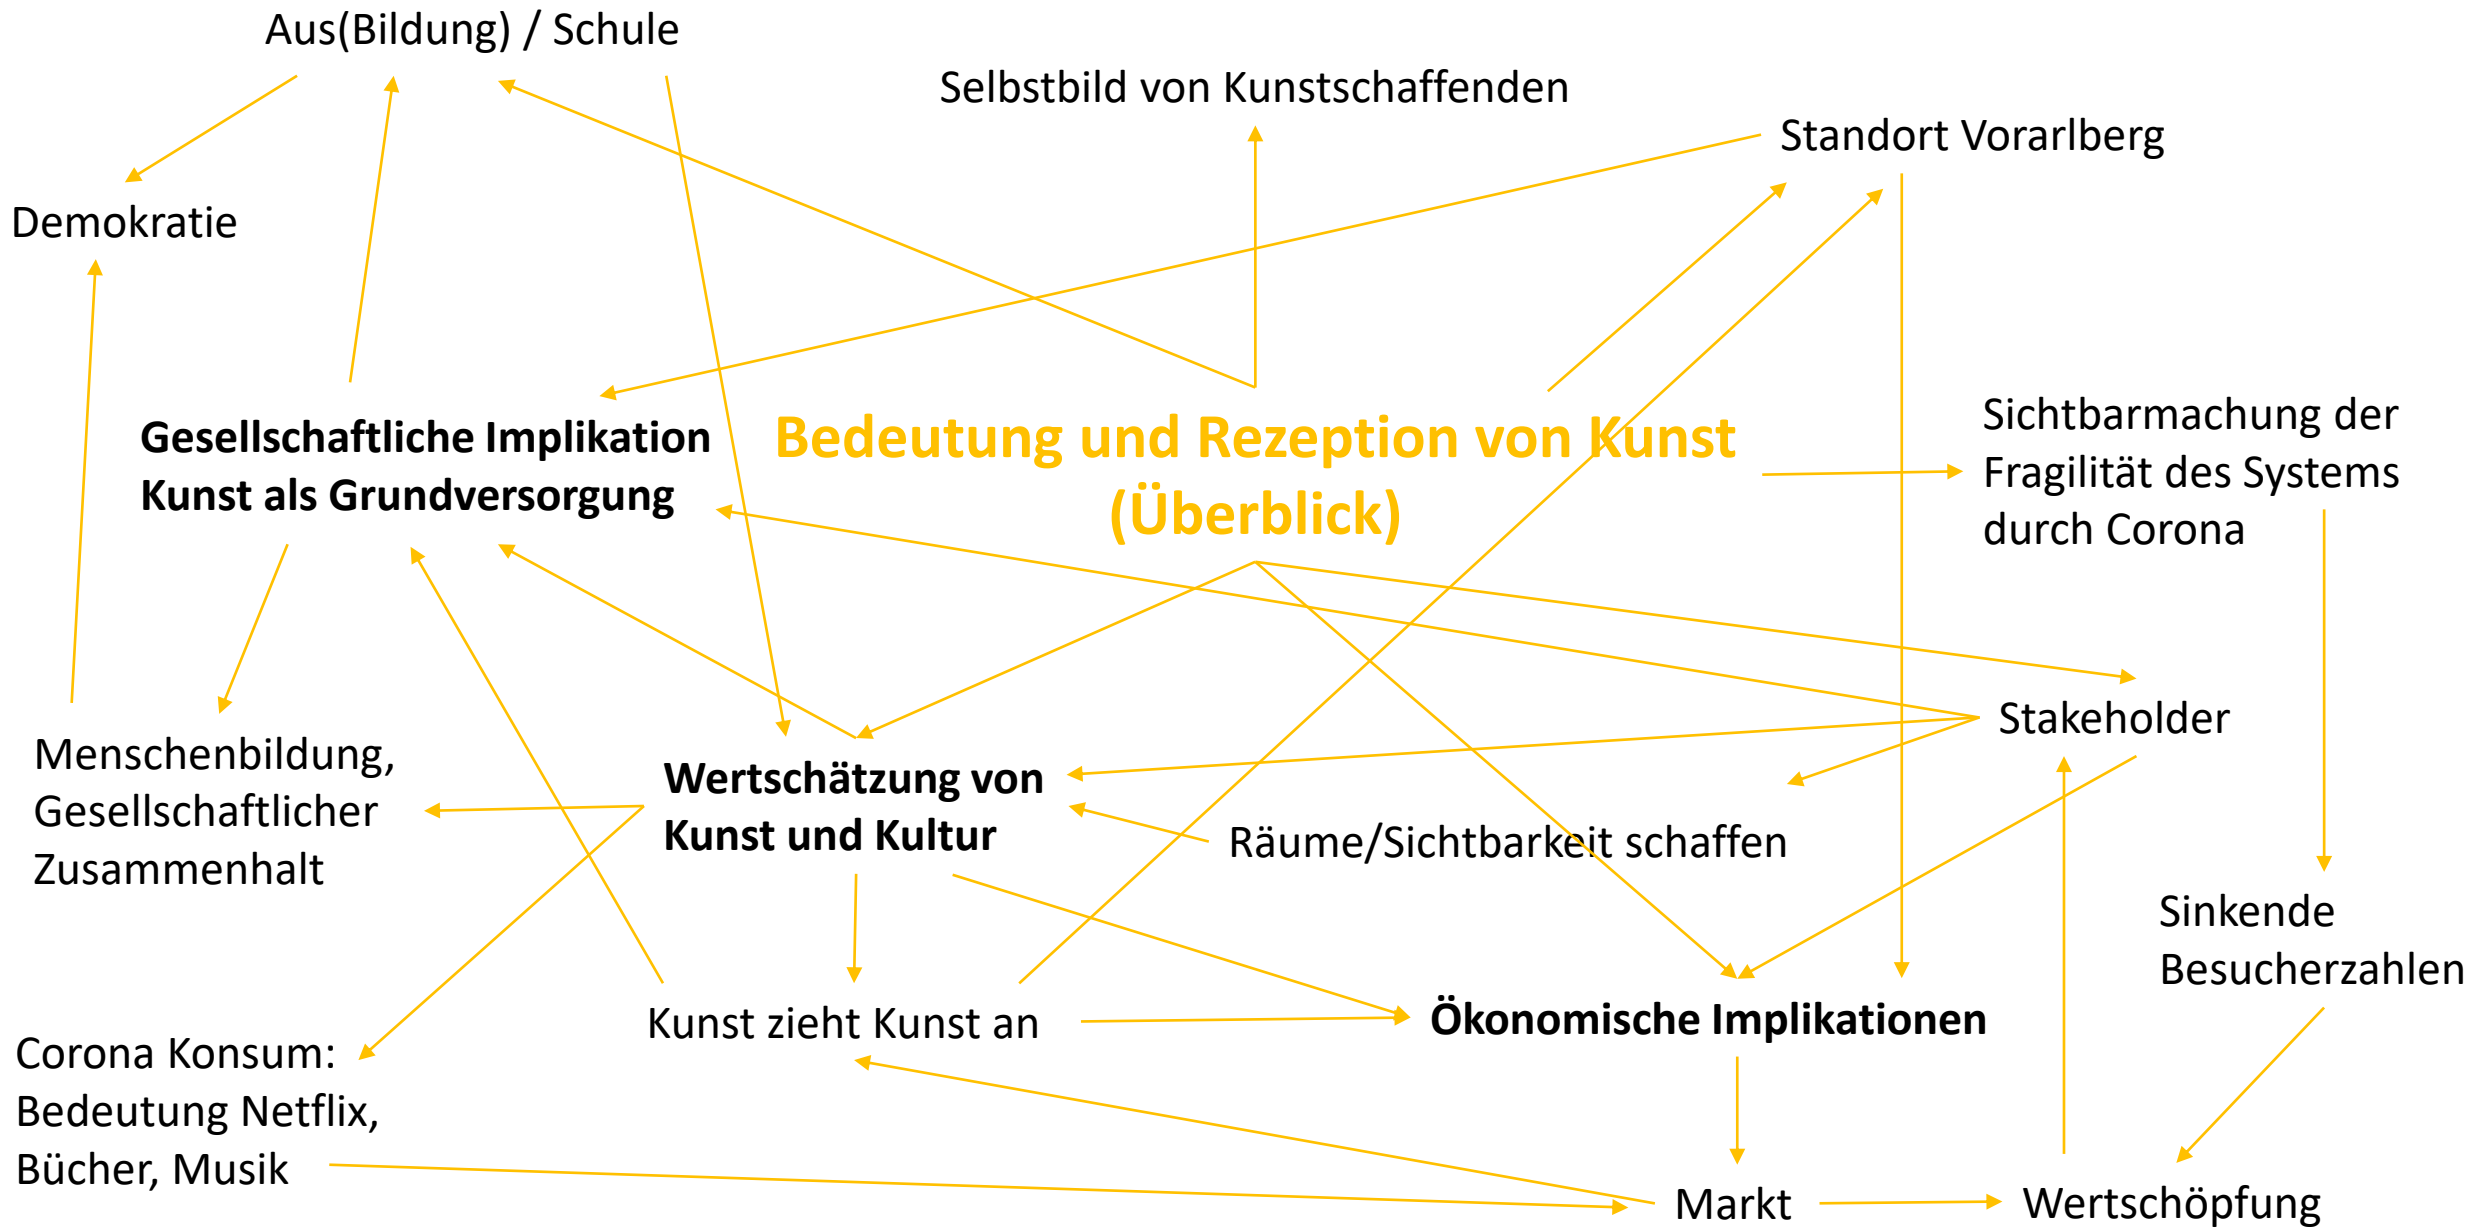 Aus(Bildung) / Schule
Selbstbild von Kunstschaffenden
Standort Vorarlberg
Demokratie
Gesellschaftliche Implikation
Kunst als Grundversorgung
Bedeutung und Rezeption von Kunst
(Überblick)
Sichtbarmachung der
Fragilität des Systems
durch Corona
Stakeholder
Menschenbildung,
Gesellschaftlicher
Zusammenhalt
Wertschätzung von
Kunst und Kultur
Räume/Sichtbarkeit schaffen
Sinkende
Besucherzahlen
Kunst zieht Kunst an
Ökonomische Implikationen
Corona Konsum:
Bedeutung Netflix,
Bücher, Musik
Markt
Wertschöpfung